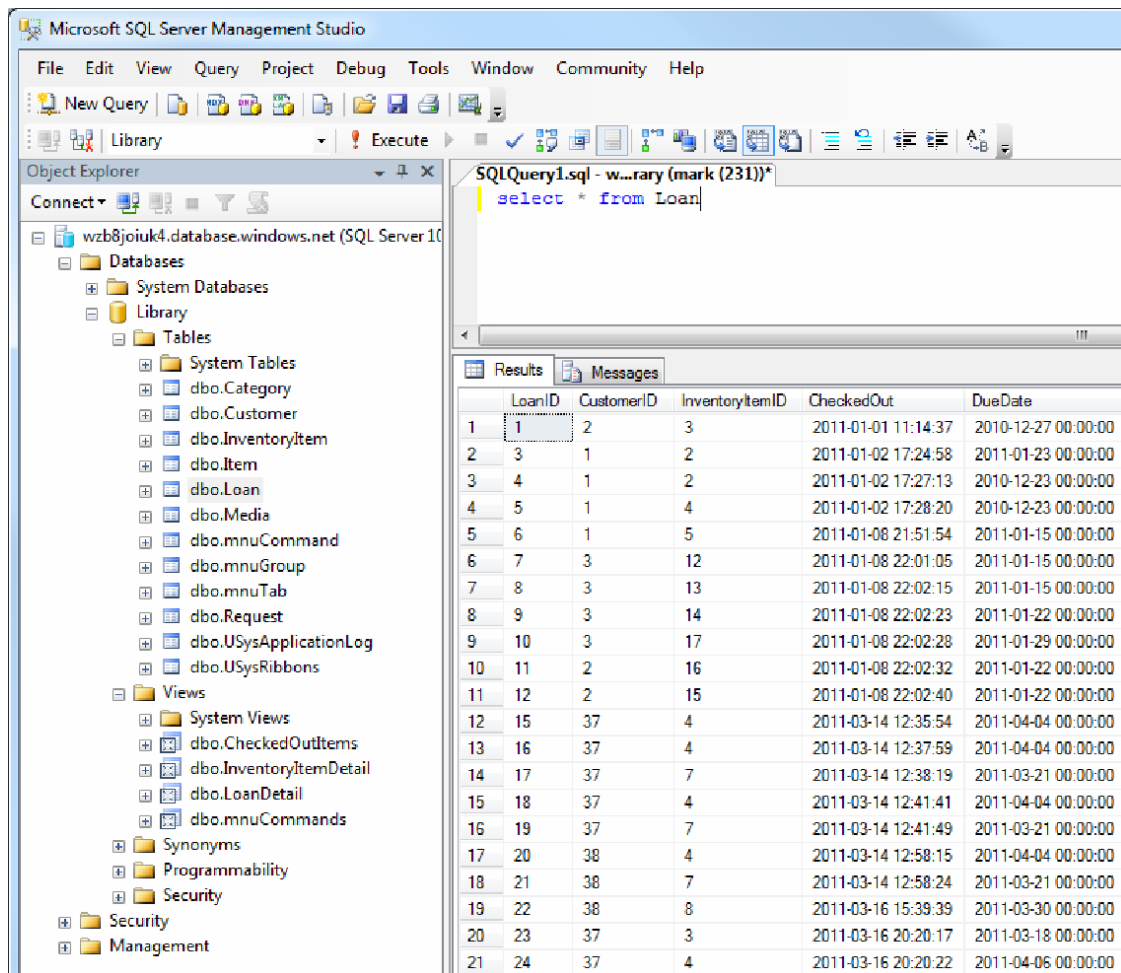 Microsoft SQL Server Management Studio
File Edit View Query Project Debug Tools Window Community Help
New Query
Library Execute
Object Explorer
Connect
wzb8joiuk4.database.windows.net (SQL Server 10
Databases
System Databases
Library
Tables
System Tables
dbo.Category
dbo.Customer
dbo.InventoryItem
dbo.Item
dbo.Loan
dbo.Media
dbo.mnuCommand
dbo.mnuGroup
dbo.mnuTab
dbo.Request
dbo.USysApplicationLog
dbo.USysRibbons
Views
System Views
dbo.CheckedOutItems
dbo.InventoryItemDetail
dbo.LoanDetail
dbo.mnuCommands
Synonyms
Programmability
Security
Security
Management
SQLQuery1.sql - w...rary (mark (231))*
select * from Loan
Results Messages
LoanID CustomerID InventoryItemID CheckedOut DueDate
1 1 2 3 2011-01-01 11:14:37 2010-12-27 00:00:00
2 3 1 2 2011-01-02 17:24:58 2011-01-23 00:00:00
3 4 1 2 2011-01-02 17:27:13 2010-12-23 00:00:00
4 5 1 4 2011-01-02 17:28:20 2010-12-23 00:00:00
5 6 1 5 2011-01-08 21:51:54 2011-01-15 00:00:00
6 7 3 12 2011-01-08 22:01:05 2011-01-15 00:00:00
7 8 3 13 2011-01-08 22:02:15 2011-01-15 00:00:00
8 9 3 14 2011-01-08 22:02:23 2011-01-22 00:00:00
9 10 3 17 2011-01-08 22:02:28 2011-01-29 00:00:00
10 11 2 16 2011-01-08 22:02:32 2011-01-22 00:00:00
11 12 2 15 2011-01-08 22:02:40 2011-01-22 00:00:00
12 15 37 4 2011-03-14 12:35:54 2011-04-04 00:00:00
13 16 37 4 2011-03-14 12:37:59 2011-04-04 00:00:00
14 17 37 7 2011-03-14 12:38:19 2011-03-21 00:00:00
15 18 37 4 2011-03-14 12:41:41 2011-04-04 00:00:00
16 19 37 7 2011-03-14 12:41:49 2011-03-21 00:00:00
17 20 38 4 2011-03-14 12:58:15 2011-04-04 00:00:00
18 21 38 7 2011-03-14 12:58:24 2011-03-21 00:00:00
19 22 38 8 2011-03-16 15:39:39 2011-03-30 00:00:00
20 23 37 3 2011-03-16 20:20:17 2011-03-18 00:00:00
21 24 37 4 2011-03-16 20:20:22 2011-04-06 00:00:00